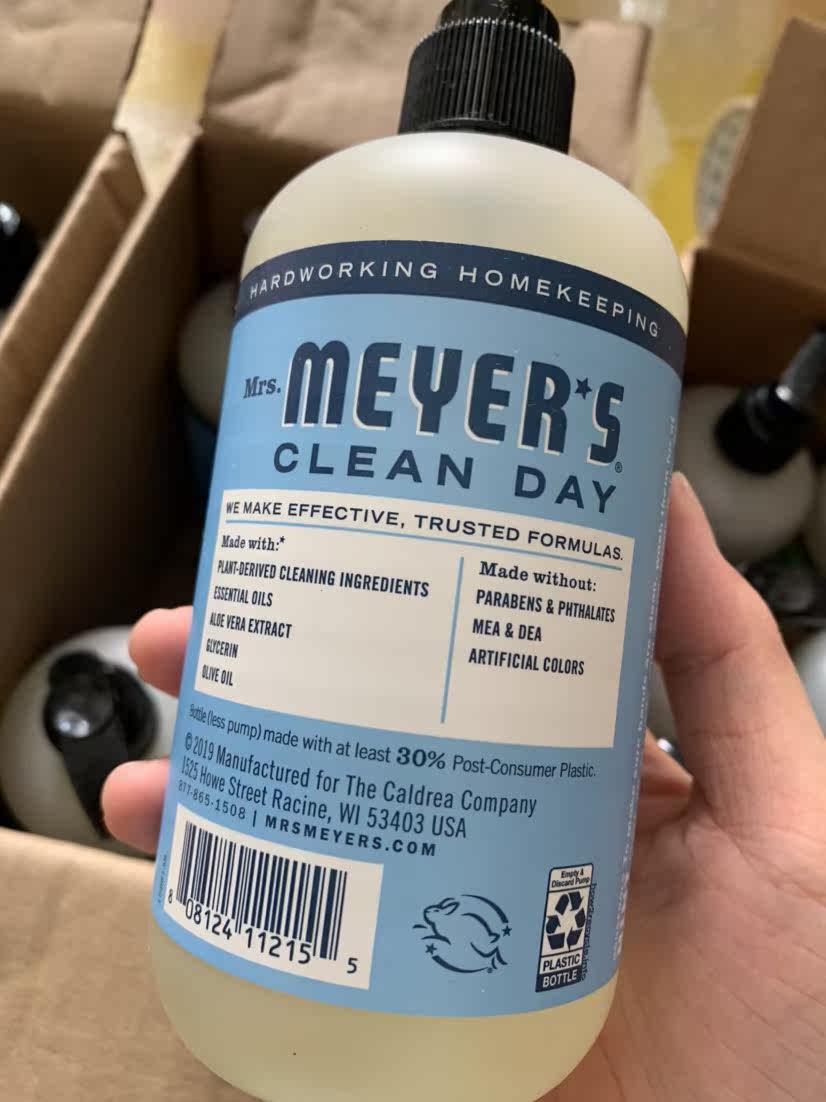 HARDWORKING HOMEKEEPING
Mrs. MEYER'S®
CLEAN DAY
WE MAKE EFFECTIVE, TRUSTED FORMULAS.
Made with:*
PLANT-DERIVED CLEANING INGREDIENTS
ESSENTIAL OILS
ALOE VERA EXTRACT
GLYCERIN
OLIVE OIL
Made without:
PARABENS & PHTHALATES
MEA & DEA
ARTIFICIAL COLORS
Bottle (less pump) made with at least 30% Post-Consumer Plastic.
©2019 Manufactured for The Caldrea Company
1525 Howe Street Racine, WI 53403 USA
877-865-1508 | MRSMEYERS.COM
8 08124 11215 5
Empty &
Discard Pump
PLASTIC
BOTTLE
how2recycle.info